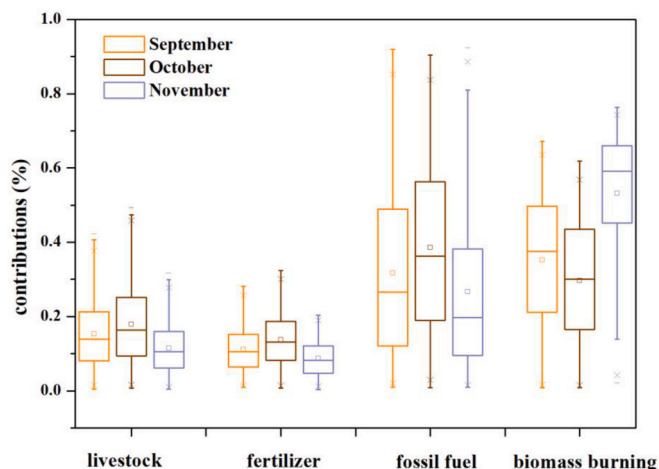 1.0
September
October
November
0.8
0.6
0.4
0.2
0.0
contributions (%)
livestock fertilizer fossil fuel biomass burning